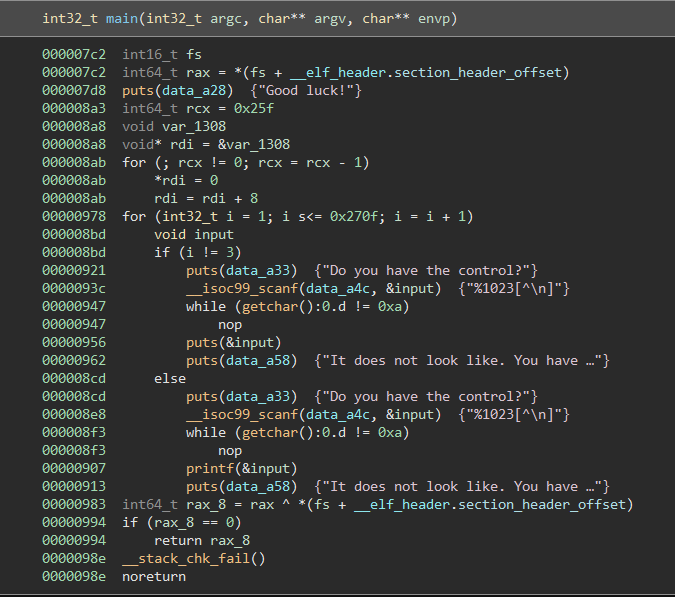 int32_t main(int32_t argc, char** argv, char** envp)
000007c2 int16_t fs
000007c2 int64_t rax = *(fs + __elf_header.section_header_offset)
000007d8 puts(data_a28) {"Good luck!"}
000008a3 int64_t rcx = 0x25f
000008a8 void var_1308
000008a8 void* rdi = &var_1308
000008ab for (; rcx != 0; rcx = rcx - 1)
000008ab *rdi = 0
000008ab rdi = rdi + 8
00000978 for (int32_t i = 1; i s<= 0x270f; i = i + 1)
000008bd void input
000008bd if (i != 3)
00000921 puts(data_a33) {"Do you have the control?"}
0000093c __isoc99_scanf(data_a4c, &input) {"%1023[^\n]"}
00000947 while (getchar():0.d != 0xa)
00000947 nop
00000956 puts(&input)
00000962 puts(data_a58) {"It does not look like. You have …"}
000008cd else
000008cd puts(data_a33) {"Do you have the control?"}
000008e8 __isoc99_scanf(data_a4c, &input) {"%1023[^\n]"}
000008f3 while (getchar():0.d != 0xa)
000008f3 nop
00000907 printf(&input)
00000913 puts(data_a58) {"It does not look like. You have …"}
00000983 int64_t rax_8 = rax ^ *(fs + __elf_header.section_header_offset)
00000994 if (rax_8 == 0)
00000994 return rax_8
0000098e __stack_chk_fail()
0000098e noreturn